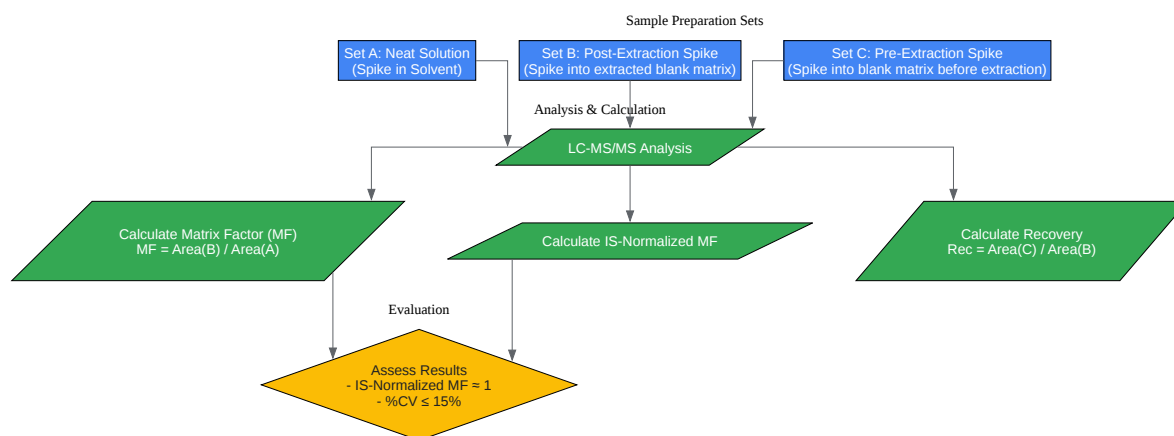 Sample Preparation Sets
Set A: Neat Solution
(Spike in Solvent)
Set B: Post-Extraction Spike
(Spike into extracted blank matrix)
Set C: Pre-Extraction Spike
(Spike into blank matrix before extraction)
Analysis & Calculation
LC-MS/MS Analysis
Calculate Matrix Factor (MF)
MF = Area(B) / Area(A)
Calculate IS-Normalized MF
Calculate Recovery
Rec = Area(C) / Area(B)
Evaluation
Assess Results
- IS-Normalized MF ≈ 1
- %CV ≤ 15%